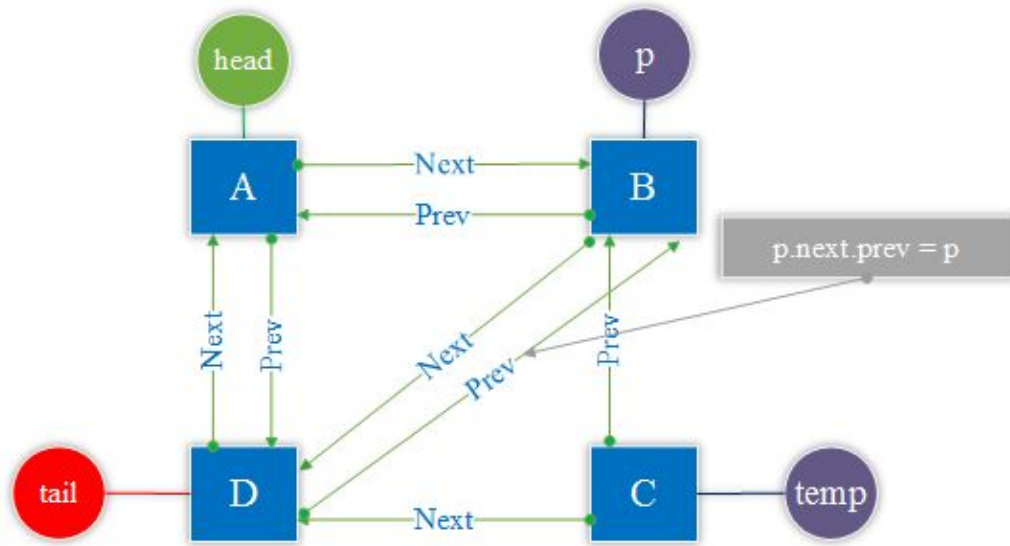 head
p
A
Next
B
Prev
p.next.prev = p
Next
Prev
Next
Prev
Prev
tail
D
C
temp
Next